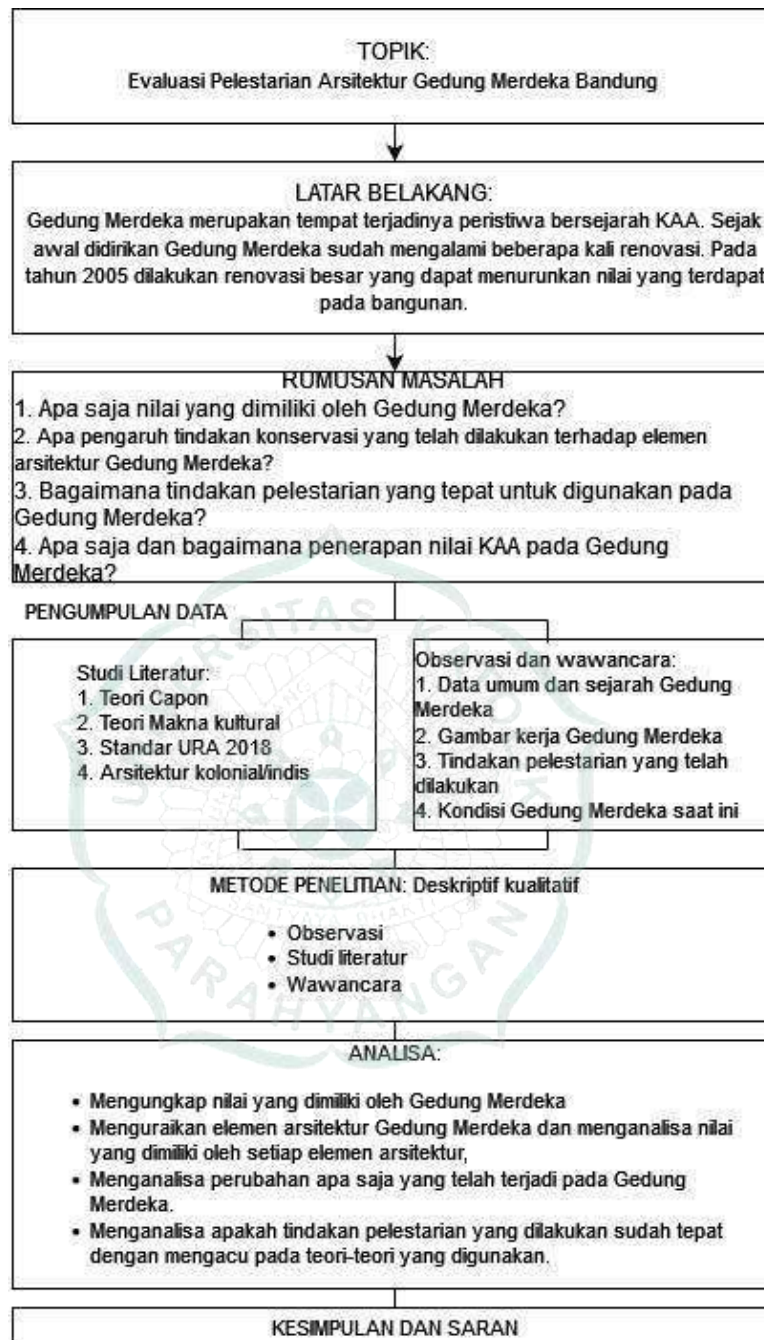 TOPIK:
Evaluasi Pelestarian Arsitektur Gedung Merdeka Bandung
LATAR BELAKANG:
Gedung Merdeka merupakan tempat terjadinya peristiwa bersejarah KAA. Sejak
awal didirikan Gedung Merdeka sudah mengalami beberapa kali renovasi. Pada
tahun 2005 dilakukan renovasi besar yang dapat menurunkan nilai yang terdapat
pada bangunan.
RUMUSAN MASALAH
1. Apa saja nilai yang dimiliki oleh Gedung Merdeka?
2. Apa pengaruh tindakan konservasi yang telah dilakukan terhadap elemen
arsitektur Gedung Merdeka?
3. Bagaimana tindakan pelestarian yang tepat untuk digunakan pada
Gedung Merdeka?
4. Apa saja dan bagaimana penerapan nilai KAA pada Gedung
Merdeka?
PENGUMPULAN DATA
Studi Literatur:
1. Teori Capon
2. Teori Makna kultural
3. Standar URA 2018
4. Arsitektur kolonial/indis
Observasi dan wawancara:
1. Data umum dan sejarah Gedung
Merdeka
2. Gambar kerja Gedung Merdeka
3. Tindakan pelestarian yang telah
dilakukan
4. Kondisi Gedung Merdeka saat ini
METODE PENELITIAN: Deskriptif kualitatif
• Observasi
• Studi literatur
• Wawancara
ANALISA:
• Mengungkap nilai yang dimiliki oleh Gedung Merdeka
• Menguraikan elemen arsitektur Gedung Merdeka dan menganalisa nilai
yang dimiliki oleh setiap elemen arsitektur,
• Menganalisa perubahan apa saja yang telah terjadi pada Gedung
Merdeka.
• Menganalisa apakah tindakan pelestarian yang dilakukan sudah tepat
dengan mengacu pada teori-teori yang digunakan.
KESIMPULAN DAN SARAN
UNIVERSITAS KATOLIK
PARAHYANGAN